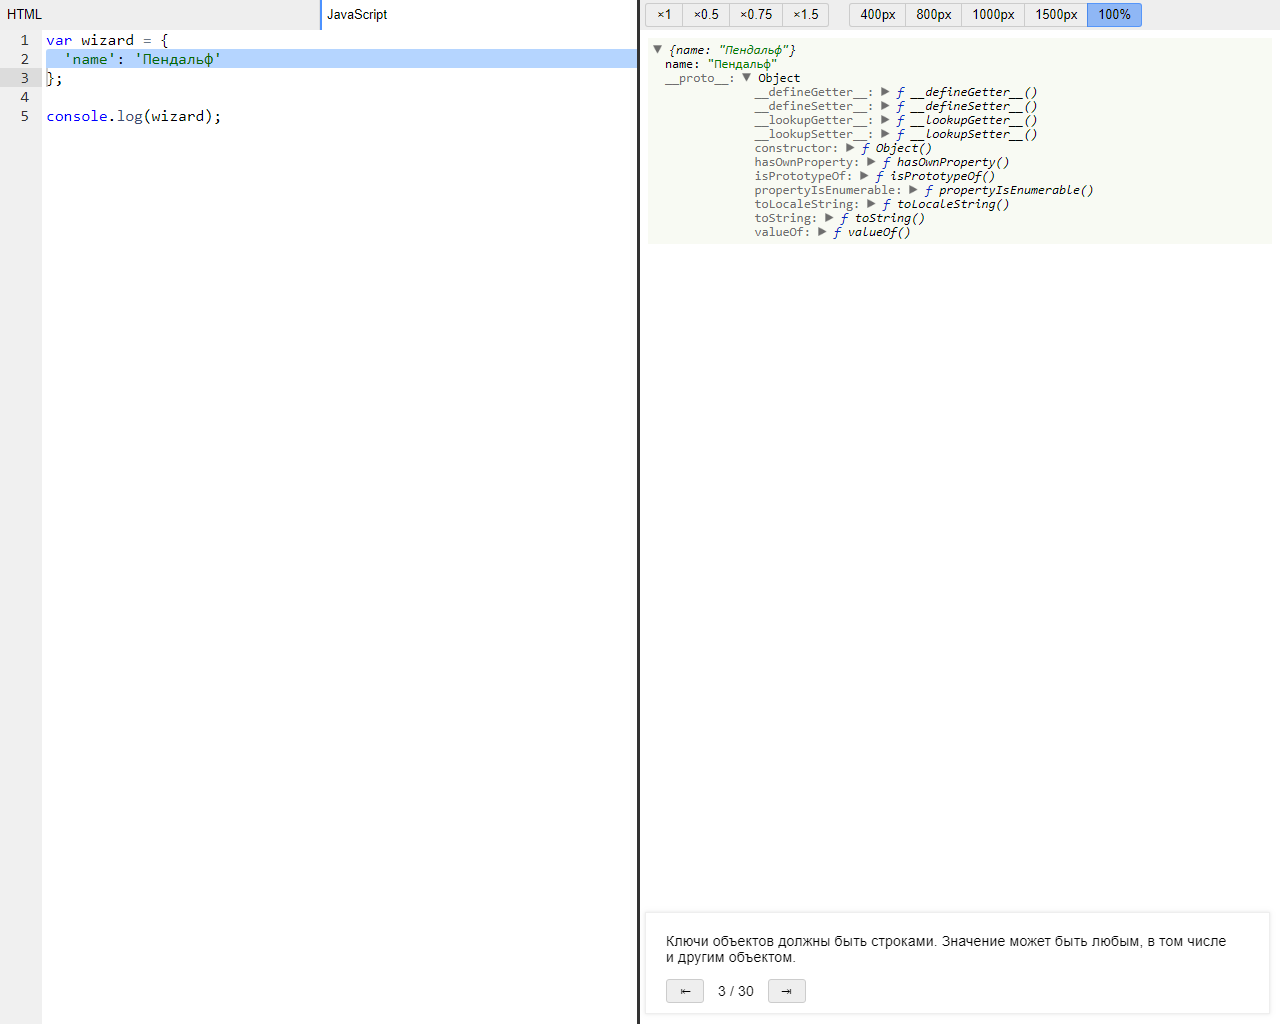 HTML
JavaScript
×1 ×0.5 ×0.75 ×1.5 400px 800px 1000px 1500px 100%
1 var wizard = {
2 'name': 'Пендальф'
3 };
4
5 console.log(wizard);
▼ {name: "Пендальф"}
name: "Пендальф"
__proto__: ▼ Object
__defineGetter__: ▶ ƒ __defineGetter__()
__defineSetter__: ▶ ƒ __defineSetter__()
__lookupGetter__: ▶ ƒ __lookupGetter__()
__lookupSetter__: ▶ ƒ __lookupSetter__()
constructor: ▶ ƒ Object()
hasOwnProperty: ▶ ƒ hasOwnProperty()
isPrototypeOf: ▶ ƒ isPrototypeOf()
propertyIsEnumerable: ▶ ƒ propertyIsEnumerable()
toLocaleString: ▶ ƒ toLocaleString()
toString: ▶ ƒ toString()
valueOf: ▶ ƒ valueOf()
Ключи объектов должны быть строками. Значение может быть любым, в том числе
и другим объектом.
⇤ 3 / 30 ⇥